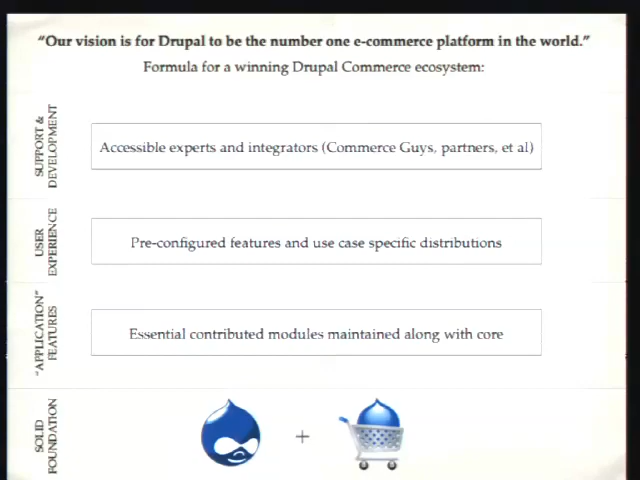 “Our vision is for Drupal to be the number one e-commerce platform in the world.”
Formula for a winning Drupal Commerce ecosystem:
SUPPORT &
DEVELOPMENT
Accessible experts and integrators (Commerce Guys, partners, et al)
USER
EXPERIENCE
Pre-configured features and use case specific distributions
“APPLICATION”
FEATURES
Essential contributed modules maintained along with core
SOLID
FOUNDATION
+